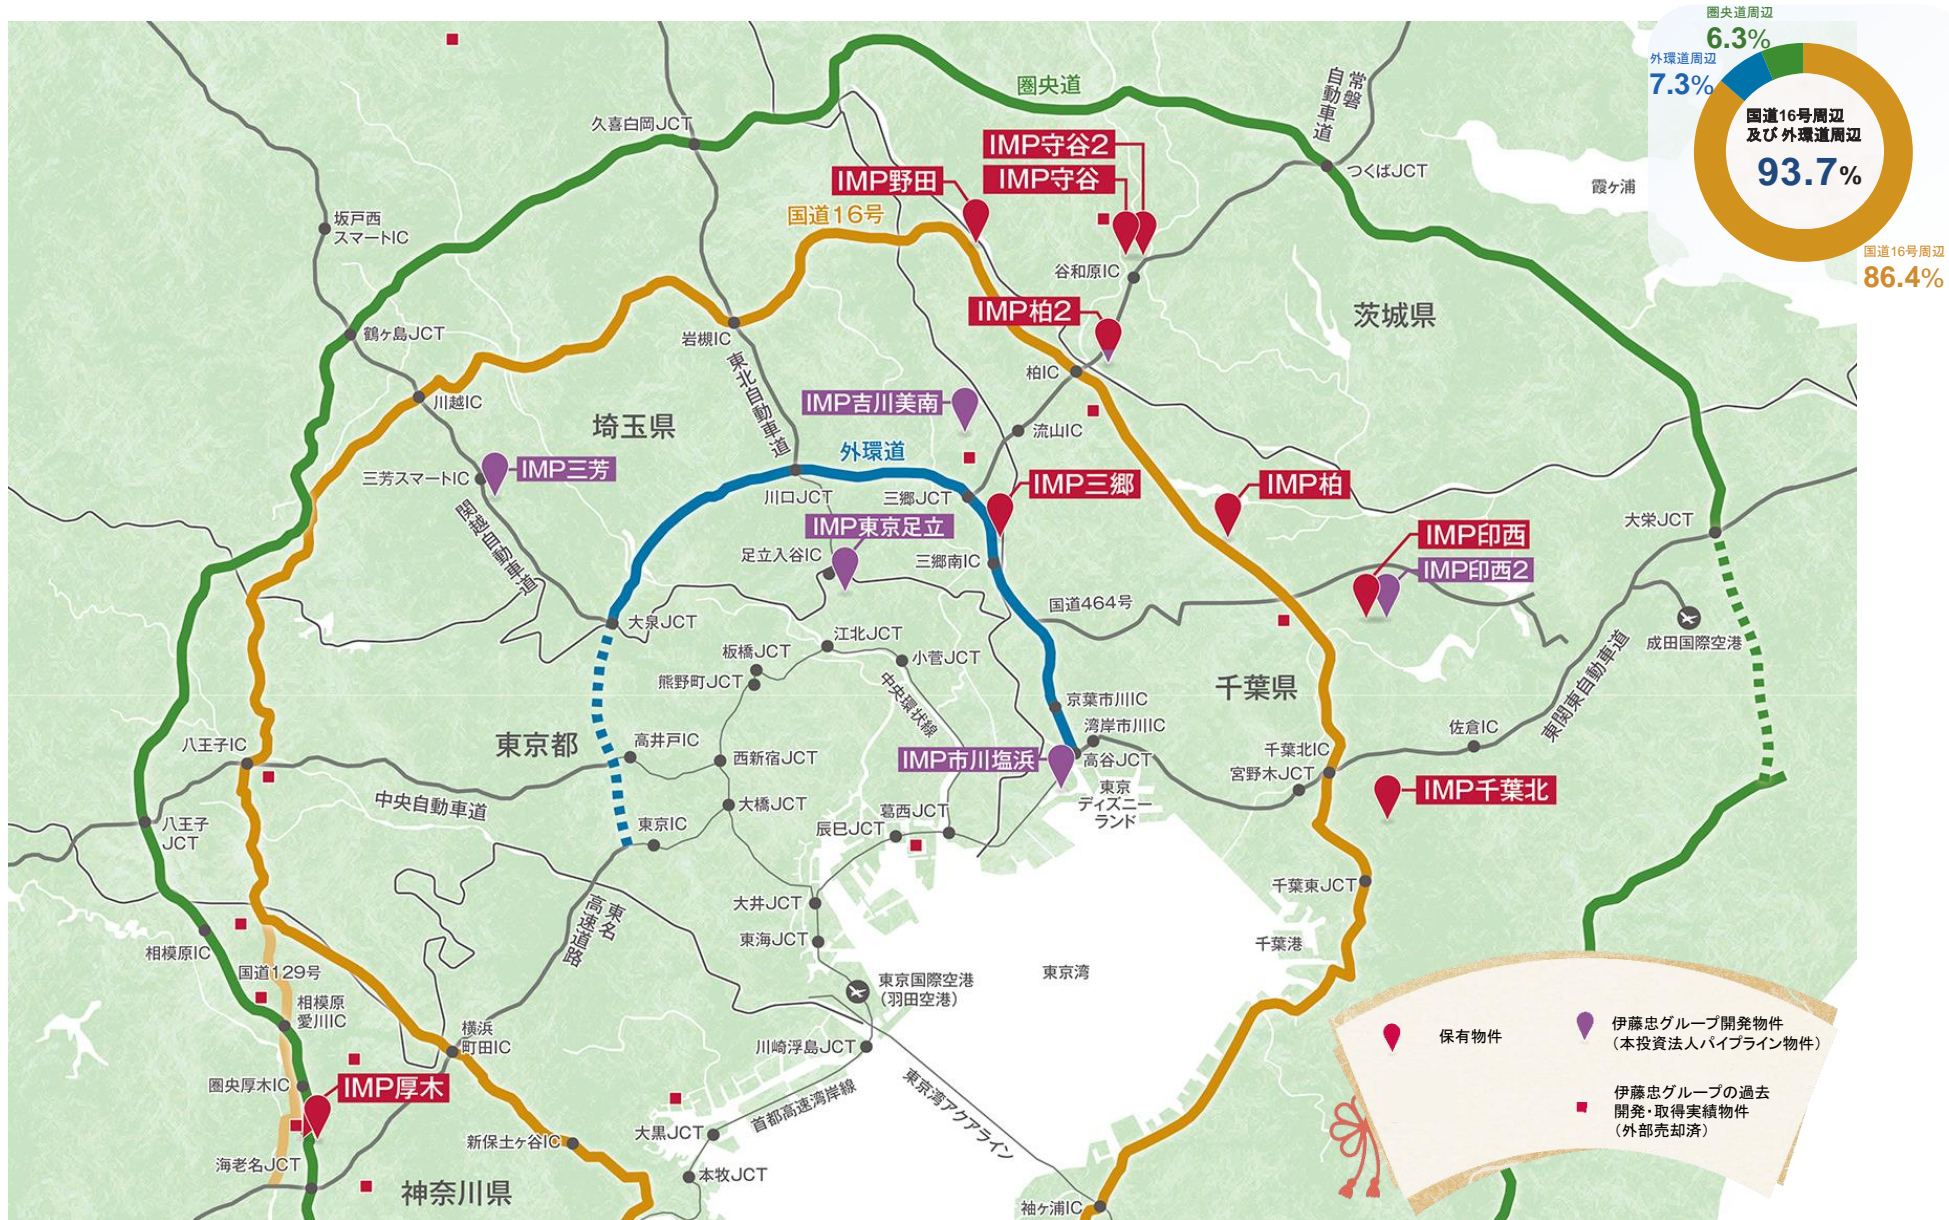 圏央道周辺
6.3%
外環道周辺
7.3%
国道16号周辺
及び 外環道周辺
93.7%
国道16号周辺
86.4%
圏央道
常磐
自動車道
久喜白岡JCT
IMP守谷2
IMP守谷
IMP野田
つくばJCT
霞ヶ浦
坂戸西
スマートIC
国道16号
谷和原IC
IMP柏2
茨城県
鶴ヶ島JCT
岩槻IC
東北自動車道
柏IC
川越IC
IMP吉川美南
埼玉県
流山IC
外環道
三芳スマートIC
IMP三芳
川口JCT
三郷JCT
IMP三郷
IMP柏
関越自動車道
IMP東京足立
大栄JCT
足立入谷IC
三郷南IC
IMP印西
IMP印西2
国道464号
大泉JCT
江北JCT
成田国際空港
板橋JCT
小菅JCT
熊野町JCT
中央環状線
千葉県
東関東自動車道
京葉市川IC
湾岸市川IC
佐倉IC
東京都
八王子IC
高井戸IC
西新宿JCT
IMP市川塩浜
高谷JCT
千葉北IC
宮野木JCT
東京
ディズニー
ランド
IMP千葉北
中央自動車道
大橋JCT
葛西JCT
八王子
JCT
東京IC
辰巳JCT
千葉東JCT
大井JCT
東名
高速道路
東海JCT
千葉港
相模原IC
国道129号
東京国際空港
（羽田空港）
東京湾
相模原
愛川IC
横浜
町田IC
川崎浮島JCT
圏央厚木IC
IMP厚木
首都高速湾岸線
東京湾アクアライン
新保土ヶ谷IC
大黒JCT
海老名JCT
本牧JCT
神奈川県
袖ヶ浦IC
保有物件
伊藤忠グループ開発物件
（本投資法人パイプライン物件）
伊藤忠グループの過去
開発・取得実績物件
（外部売却済）